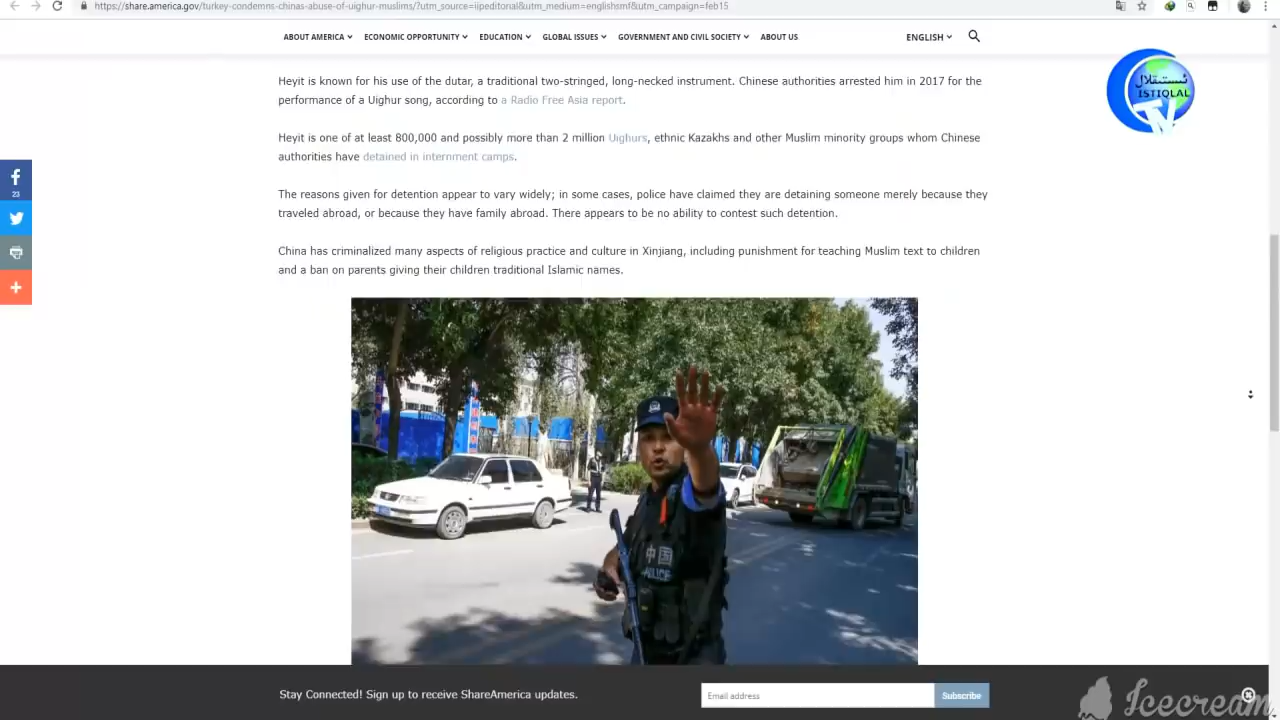 https://share.america.gov/turkey-condemns-chinas-abuse-of-uighur-muslims/?utm_source=iipeditorial&utm_medium=englishsmf&utm_campaign=feb15
ABOUT AMERICA ECONOMIC OPPORTUNITY EDUCATION GLOBAL ISSUES GOVERNMENT AND CIVIL SOCIETY ABOUT US ENGLISH
Heyit is known for his use of the dutar, a traditional two-stringed, long-necked instrument. Chinese authorities arrested him in 2017 for the
performance of a Uighur song, according to a Radio Free Asia report.
ئىستىقلال
ISTIQLAL
TV
Heyit is one of at least 800,000 and possibly more than 2 million Uighurs, ethnic Kazakhs and other Muslim minority groups whom Chinese
authorities have detained in internment camps.
23
The reasons given for detention appear to vary widely; in some cases, police have claimed they are detaining someone merely because they
traveled abroad, or because they have family abroad. There appears to be no ability to contest such detention.
China has criminalized many aspects of religious practice and culture in Xinjiang, including punishment for teaching Muslim text to children
and a ban on parents giving their children traditional Islamic names.
中国
POLICE
Stay Connected! Sign up to receive ShareAmerica updates.
Email address
Subscribe
Icecream